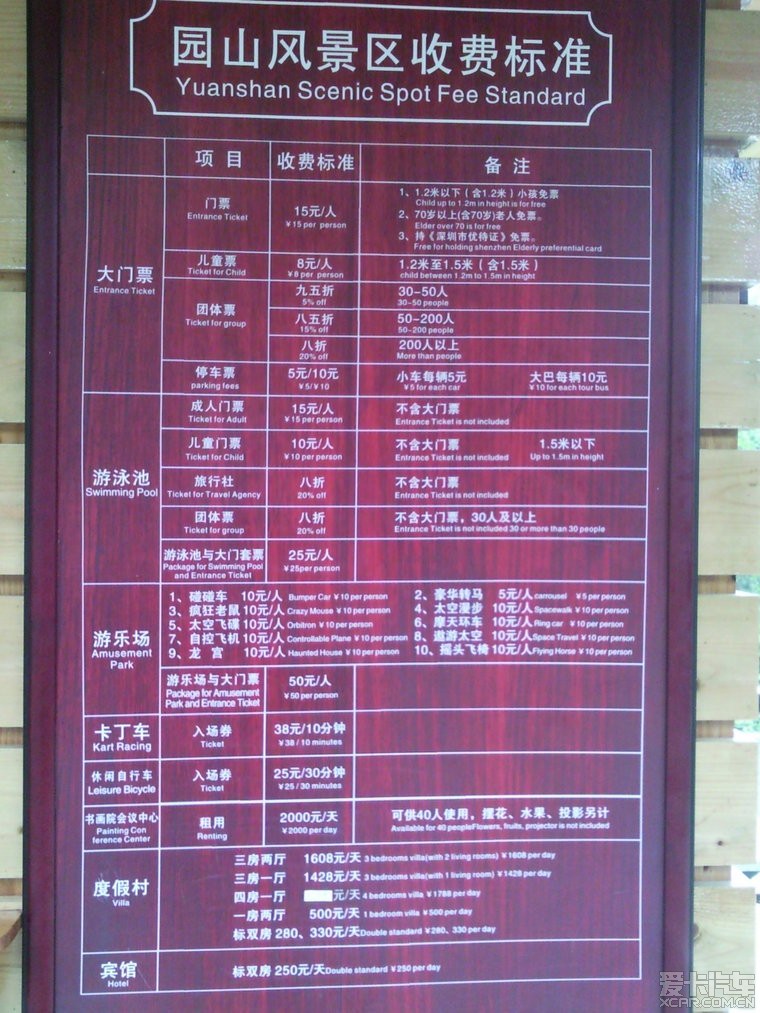 园山风景区收费标准
Yuanshan Scenic Spot Fee Standard
项目 收费标准 备注
大门票
Entrance Ticket
门票
Entrance Ticket
15元/人
¥15 per person
1、1.2米以下（含1.2米）小孩免票
Child up to 1.2m in height is for free
2、70岁以上(含70岁)老人免票。
Elder over 70 is for free
3、持《深圳市优待证》免票。
Free for holding shenzhen Elderly preferential card
儿童票
Ticket for Child
8元/人
¥8 per person
1.2米至1.5米（含1.5米）
child between 1.2m to 1.5m in height
团体票
Ticket for group
九五折
5% off
30-50人
30-50 people
八五折
15% off
50-200人
50-200 people
八折
20% off
200人以上
More than people
停车票
parking fees
5元/10元
¥5/¥10
小车每辆5元 大巴每辆10元
¥5 for each car ¥10 for each tour bus
游泳池
Swimming Pool
成人门票
Ticket for Adult
15元/人
¥15 per person
不含大门票
Entrance Ticket is not included
儿童门票
Ticket for Child
10元/人
¥10 per person
不含大门票 1.5米以下
Entrance Ticket is not included Up to 1.5m in height
旅行社
Ticket for Travel Agency
八折
20% off
不含大门票
Entrance Ticket is not included
团体票
Ticket for group
八折
20% off
不含大门票，30人及以上
Entrance Ticket is not included 30 or more than 30 people
游泳池与大门套票
Package for Swimming Pool
and Entrance Ticket
25元/人
¥25per person
游乐场
Amusement
Park
1、碰碰车 10元/人 Bumper Car ¥10 per person 2、豪华转马 5元/人 carrousel ¥5 per person
3、疯狂老鼠 10元/人 Crazy Mouse ¥10 per person 4、太空漫步 10元/人 Spacewalk ¥10 per person
5、太空飞碟 10元/人 Orbitron ¥10 per person 6、摩天环车 10元/人 Ring car ¥10 per person
7、自控飞机 10元/人 Controllable Plane ¥10 per person 8、遨游太空 10元/人 Space Travel ¥10 per person
9、龙宫 10元/人 Haunted House ¥10 per person 10、摇头飞椅 10元/人 Flying Horse ¥10 per person
游乐场与大门票
Package for Amusement
Park and Entrance Ticket
50元/人
¥50 per person
卡丁车
Kart Racing
入场券
Ticket
38元/10分钟
¥38 / 10 minutes
休闲自行车
Leisure Bicycle
入场券
Ticket
25元/30分钟
¥25 / 30 minutes
书画院会议中心
Painting Con
ference Center
租用
Renting
2000元/天
¥2000 per day
可供40人使用，摆花、水果、投影另计
Available for 40 peopleFlowers, fruits, projector is not included
度假村
Villa
三房两厅 1608元/天 3 bedrooms villa(with 2 living rooms) ¥1608 per day
三房一厅 1428元/天 3 bedrooms villa(with 1 living room) ¥1428 per day
四房一厅 元/天 4 bedrooms villa ¥1788 per day
一房两厅 500元/天 1 bedroom villa ¥500 per day
标双房 280、330元/天 Double standard ¥280、330 per day
宾馆
Hotel
标双房 250元/天 Double standard ¥250 per day
爱卡汽车
XCAR.COM.CN